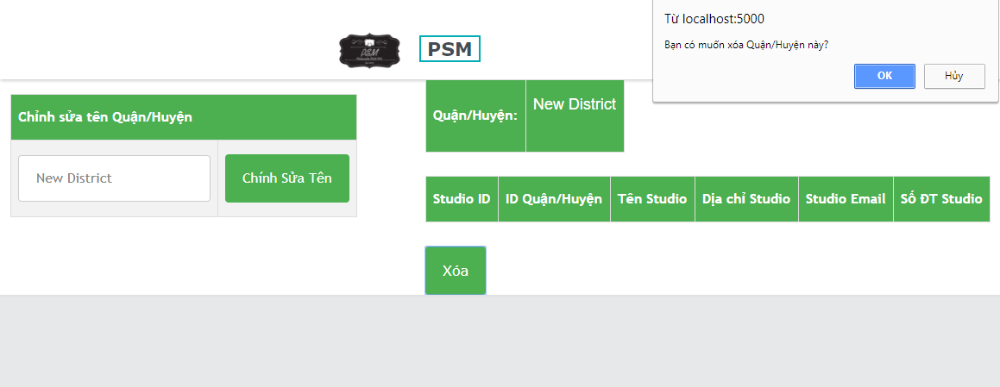 Từ localhost:5000
Bạn có muốn xóa Quận/Huyện này?
OK
Hủy
PSM
PSM
Chỉnh sửa tên Quận/Huyện
New District
Chính Sửa Tên
Quận/Huyện:
New District
Studio ID
ID Quận/Huyện
Tên Studio
Địa chỉ Studio
Studio Email
Số ĐT Studio
Xóa